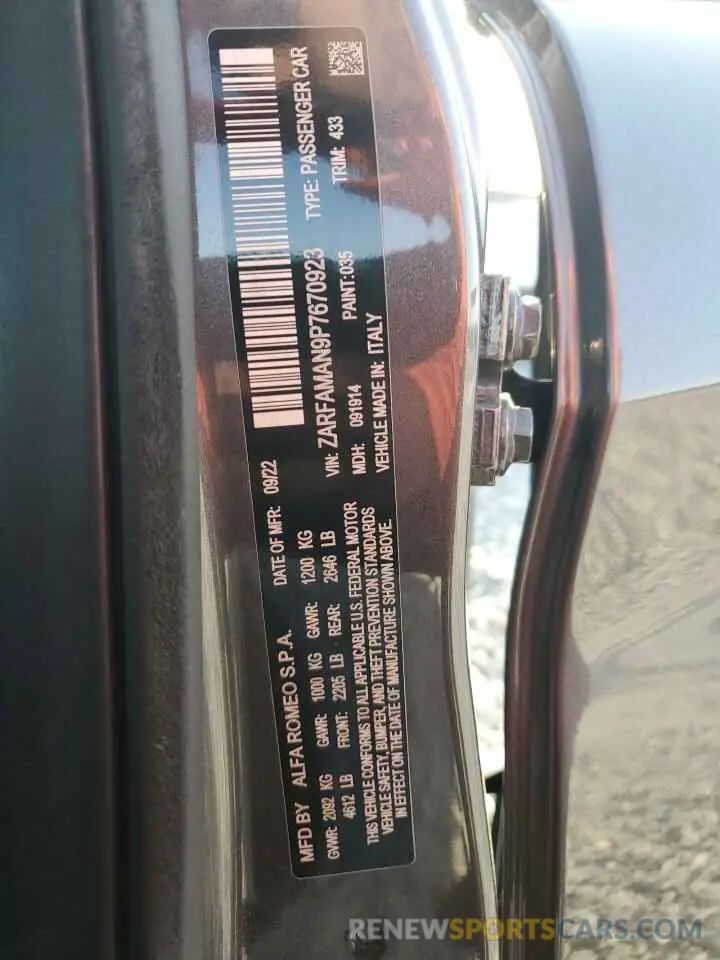 MFD BY ALFA ROMEO S.P.A. DATE OF MFR: 09/22
GVWR: 2092 KG GAWR: 1000 KG GAWR: 1200 KG
4612 LB FRONT: 2205 LB REAR: 2646 LB
THIS VEHICLE CONFORMS TO ALL APPLICABLE U.S. FEDERAL MOTOR
VEHICLE SAFETY, BUMPER, AND THEFT PREVENTION STANDARDS
IN EFFECT ON THE DATE OF MANUFACTURE SHOWN ABOVE.
VIN: ZARFAMAN9P7670923 TYPE: PASSENGER CAR
MDH: 091914 PAINT:035 TRIM: 433
VEHICLE MADE IN: ITALY
RENEWSPORTSCARS.COM